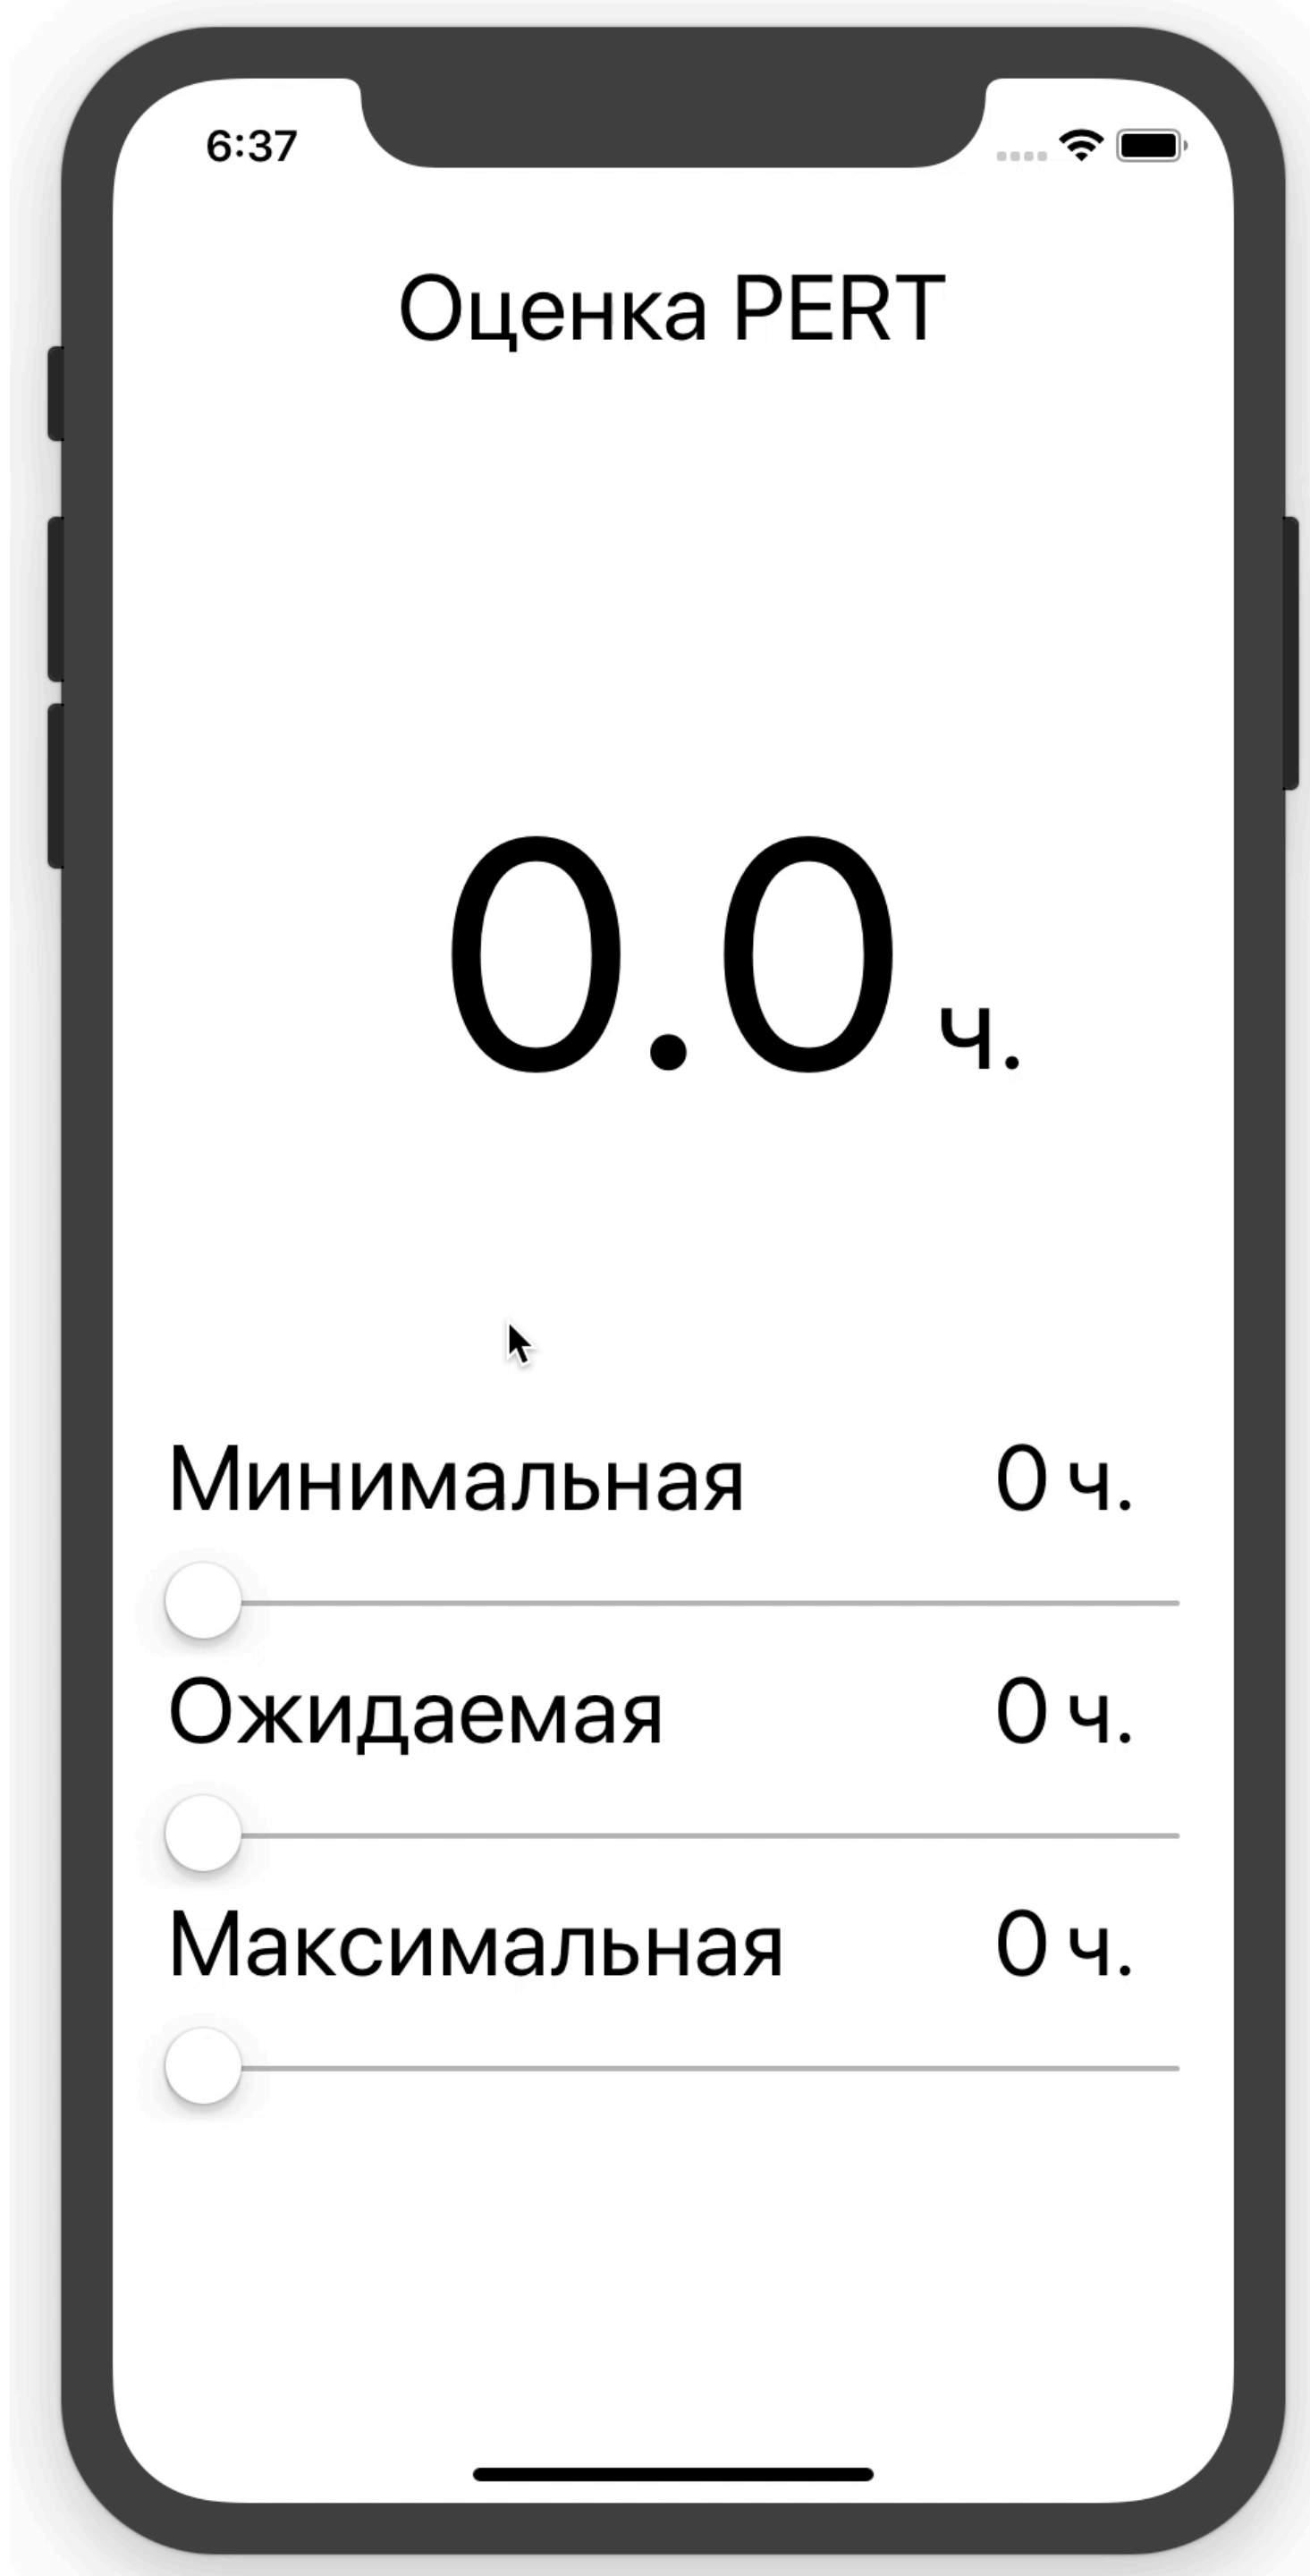 6:37
Оценка PERT
0.0 ч.
Минимальная 0 ч.
Ожидаемая 0 ч.
Максимальная 0 ч.